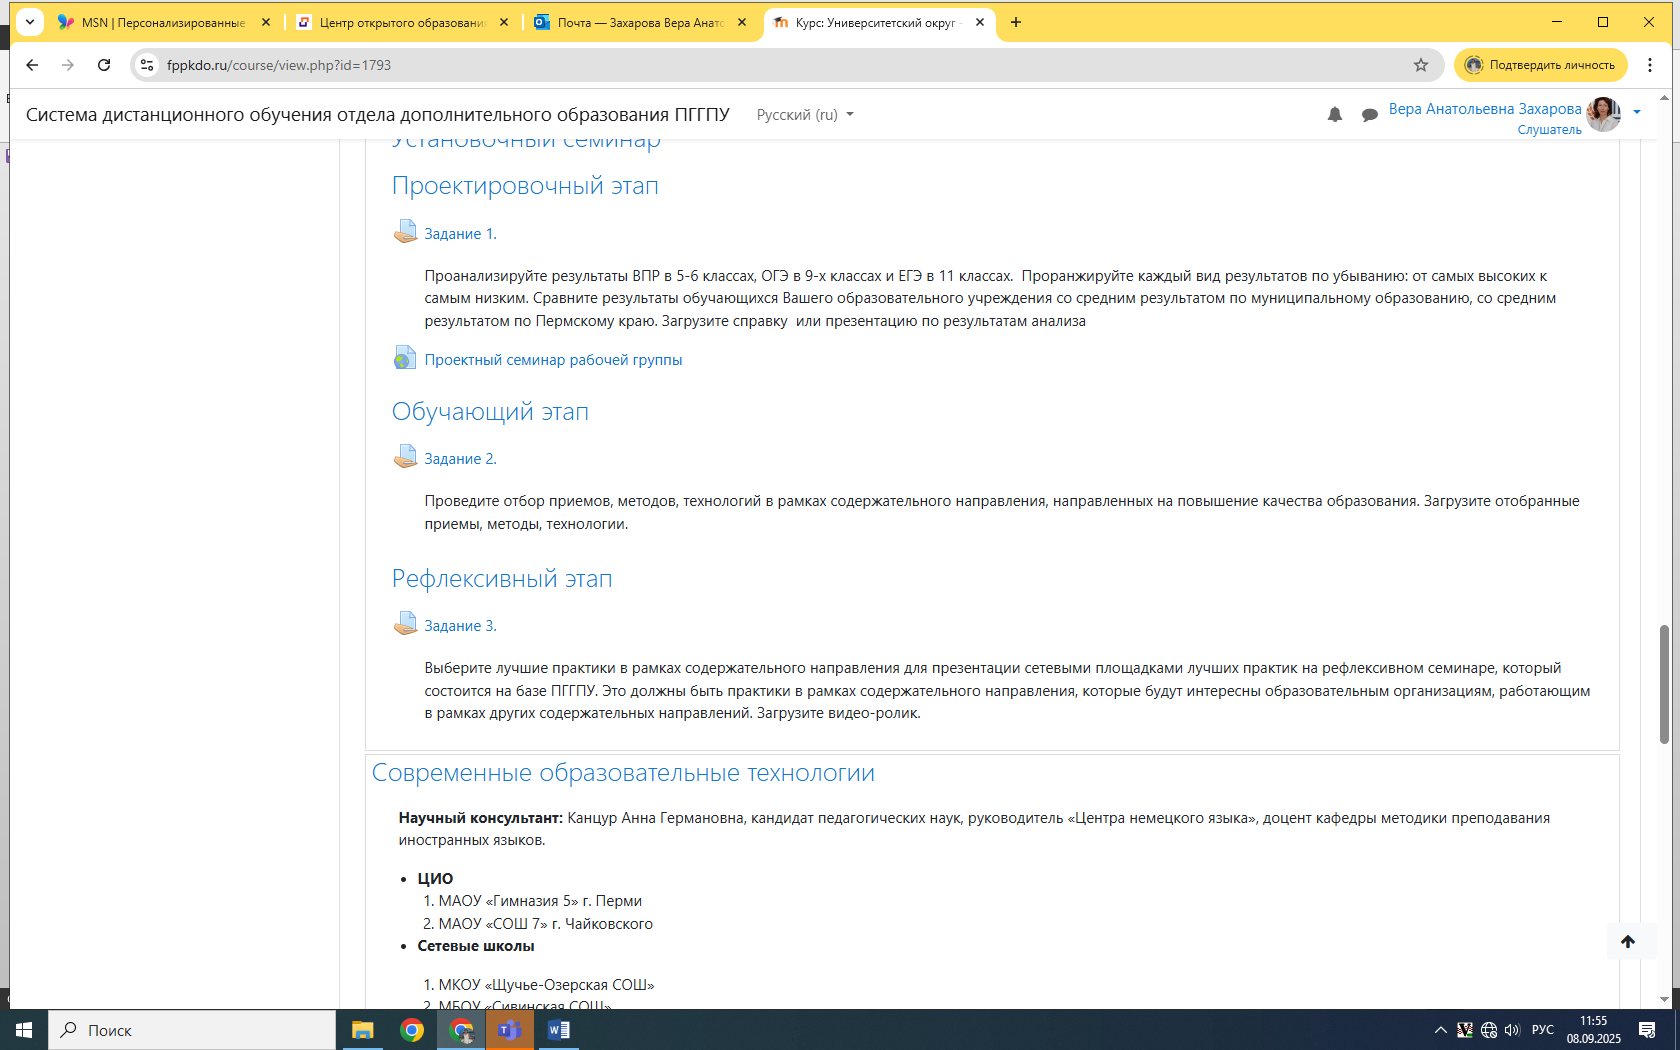 MSN | Персонализированные
Центр открытого образовани
Почта — Захарова Вера Анато
Курс: Университетский округ -
fppkdo.ru/course/view.php?id=1793
Подтвердить личность
Система дистанционного обучения отдела дополнительного образования ПГГПУ
Русский (ru)
Вера Анатольевна Захарова
Слушатель
Установочный семинар
Проектировочный этап
Задание 1.
Проанализируйте результаты ВПР в 5-6 классах, ОГЭ в 9-х классах и ЕГЭ в 11 классах. Проранжируйте каждый вид результатов по убыванию: от самых высоких к
самым низким. Сравните результаты обучающихся Вашего образовательного учреждения со средним результатом по муниципальному образованию, со средним
результатом по Пермскому краю. Загрузите справку или презентацию по результатам анализа
Проектный семинар рабочей группы
Обучающий этап
Задание 2.
Проведите отбор приемов, методов, технологий в рамках содержательного направления, направленных на повышение качества образования. Загрузите отобранные
приемы, методы, технологии.
Рефлексивный этап
Задание 3.
Выберите лучшие практики в рамках содержательного направления для презентации сетевыми площадками лучших практик на рефлексивном семинаре, который
состоится на базе ПГГПУ. Это должны быть практики в рамках содержательного направления, которые будут интересны образовательным организациям, работающим
в рамках других содержательных направлений. Загрузите видео-ролик.
Современные образовательные технологии
Научный консультант: Канцур Анна Германовна, кандидат педагогических наук, руководитель «Центра немецкого языка», доцент кафедры методики преподавания
иностранных языков.
• ЦИО
1. МАОУ «Гимназия 5» г. Перми
2. МАОУ «СОШ 7» г. Чайковского
• Сетевые школы
1. МКОУ «Щучье-Озерская СОШ»
2. МБОУ «Сивинская СОШ»
Поиск
РУС
11:55
08.09.2025